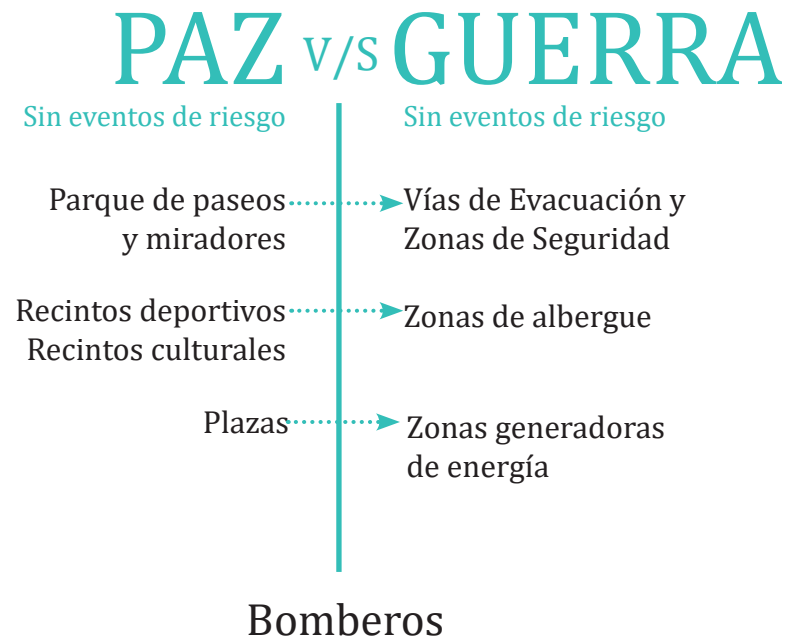 PAZ V/S GUERRA
Sin eventos de riesgo
Sin eventos de riesgo
Parque de paseos
y miradores
Vías de Evacuación y
Zonas de Seguridad
Recintos deportivos
Recintos culturales
Zonas de albergue
Plazas
Zonas generadoras
de energía
Bomberos